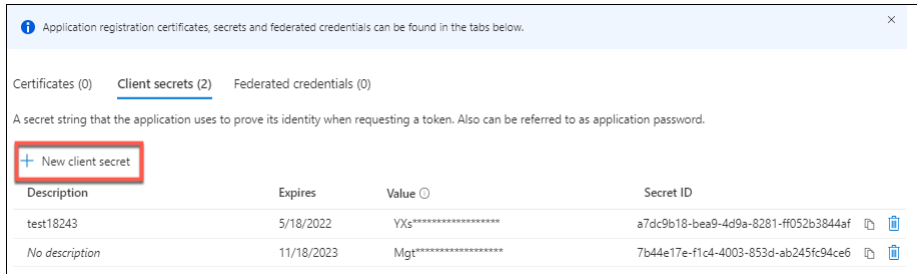 Application registration certificates, secrets and federated credentials can be found in the tabs below.
Certificates (0) Client secrets (2) Federated credentials (0)
A secret string that the application uses to prove its identity when requesting a token. Also can be referred to as application password.
+ New client secret
Description Expires Value Secret ID
test18243 5/18/2022 YXs****************** a7dc9b18-bea9-4d9a-8281-ff052b3844af
No description 11/18/2023 Mgt****************** 7b44e17e-f1c4-4003-853d-ab245fc94ce6